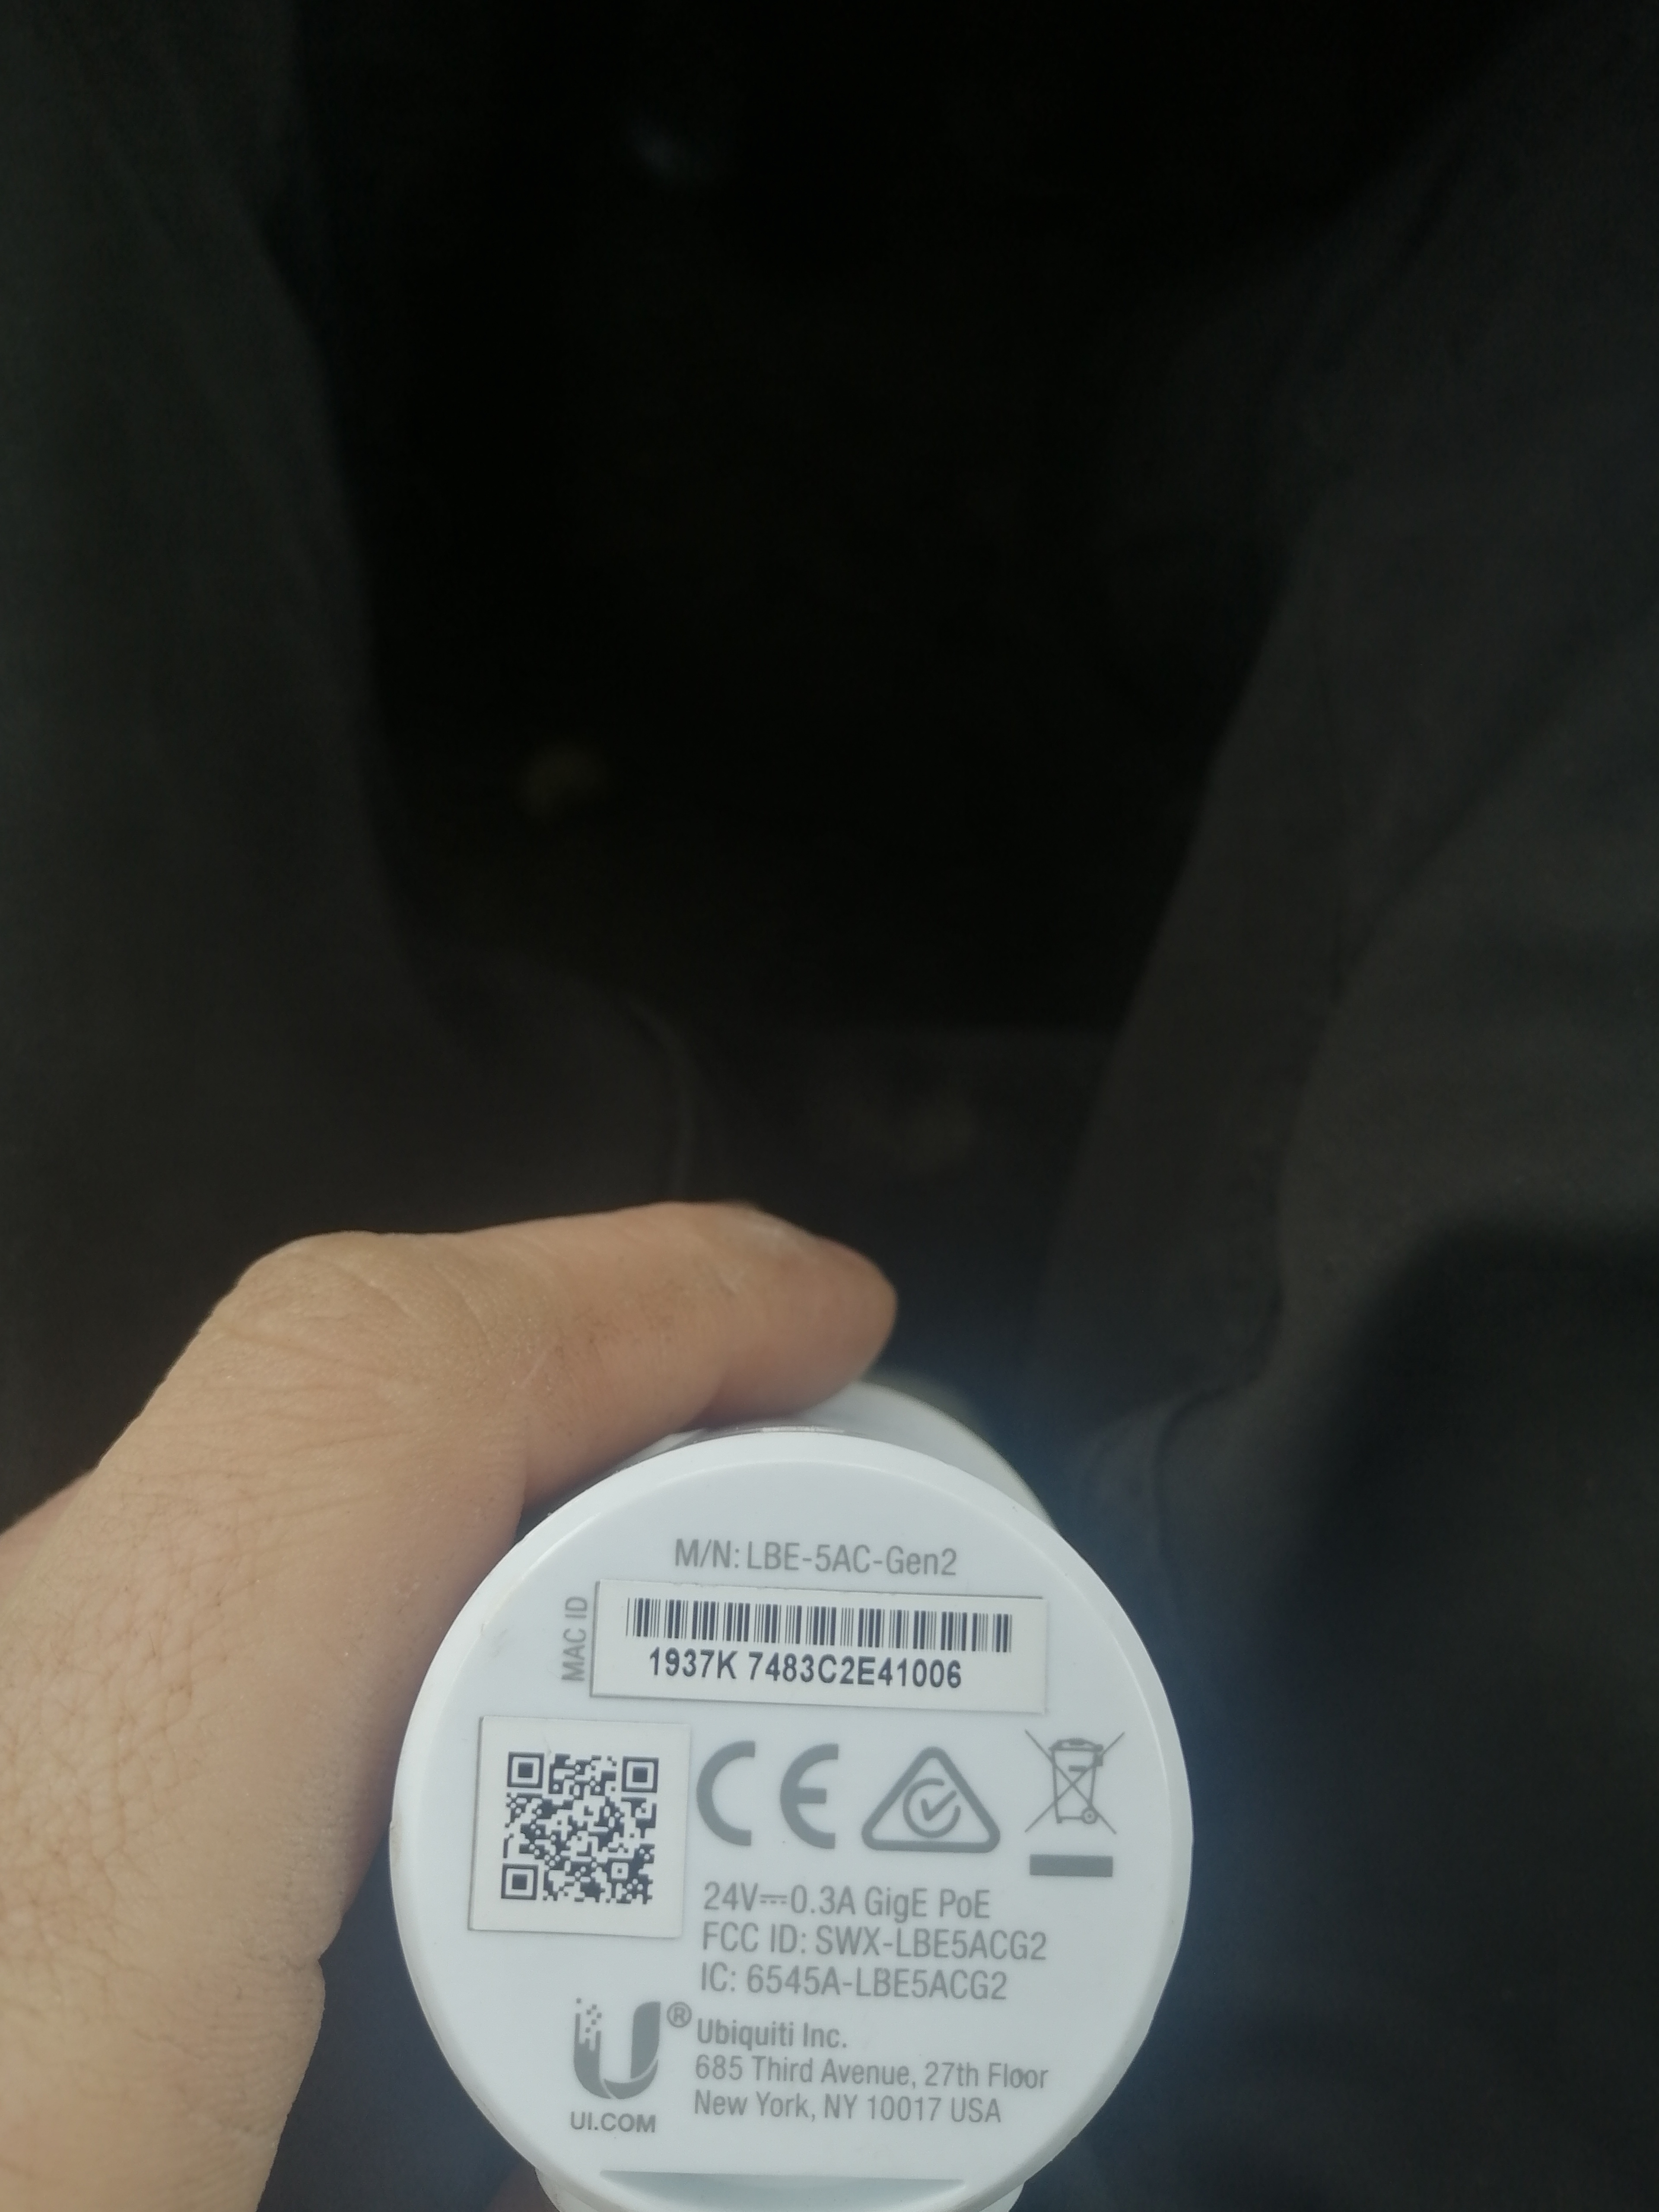 M/N: LBE-5AC-Gen2
MAC ID
1937K 7483C2E41006
CE
24V⎓0.3A GigE PoE
FCC ID: SWX-LBE5ACG2
IC: 6545A-LBE5ACG2
U®
UI.COM
Ubiquiti Inc.
685 Third Avenue, 27th Floor
New York, NY 10017 USA